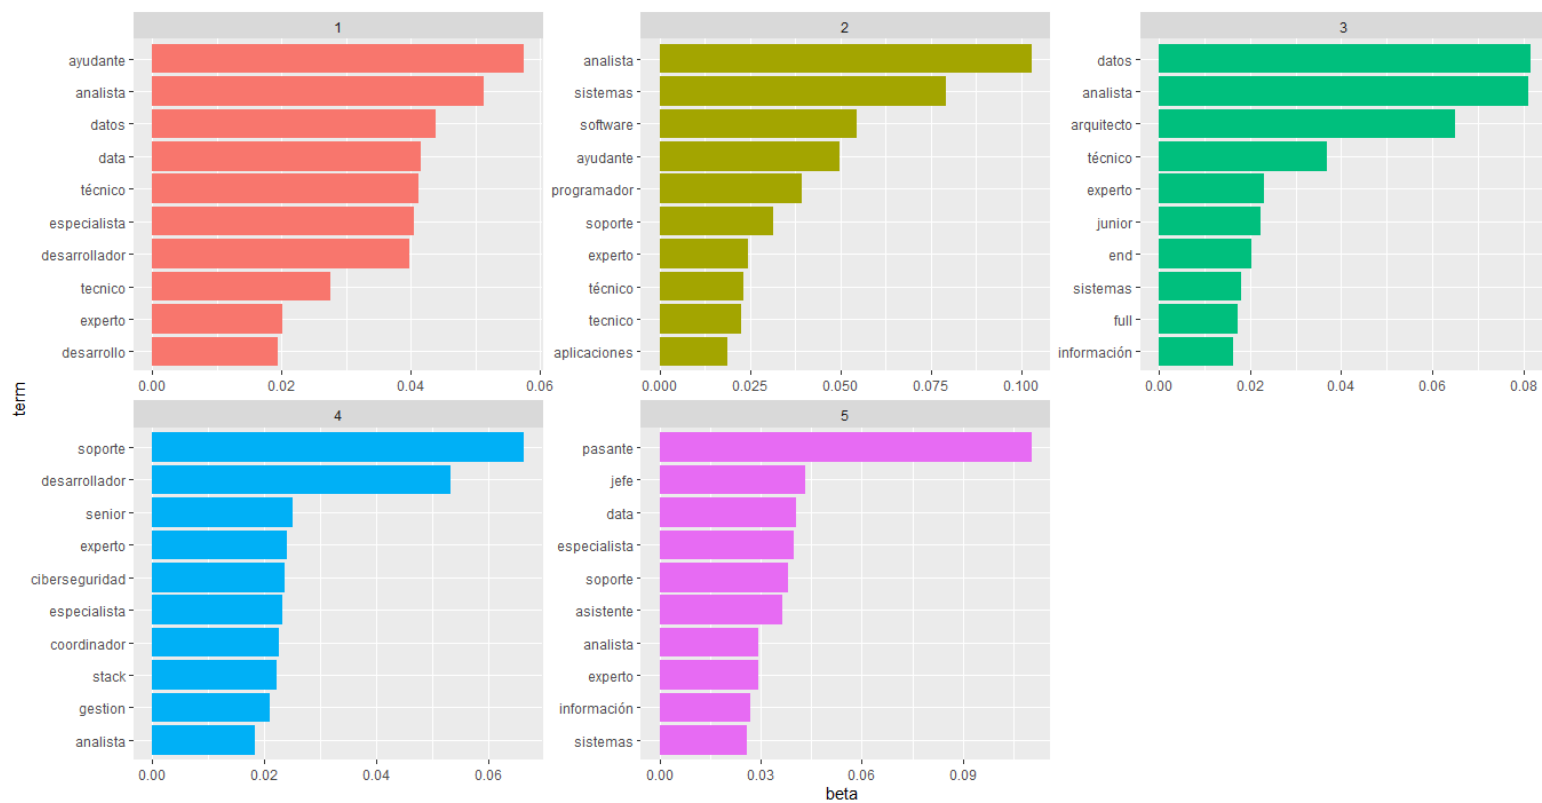 1
ayudante
analista
datos
data
técnico
especialista
desarrollador
tecnico
experto
desarrollo
0.00 0.02 0.04 0.06
2
analista
sistemas
software
ayudante
programador
soporte
experto
técnico
tecnico
aplicaciones
0.000 0.025 0.050 0.075 0.100
3
datos
analista
arquitecto
técnico
experto
junior
end
sistemas
full
información
0.00 0.02 0.04 0.06 0.08
term
4
soporte
desarrollador
senior
experto
ciberseguridad
especialista
coordinador
stack
gestion
analista
0.00 0.02 0.04 0.06
5
pasante
jefe
data
especialista
soporte
asistente
analista
experto
información
sistemas
0.00 0.03 0.06 0.09
beta